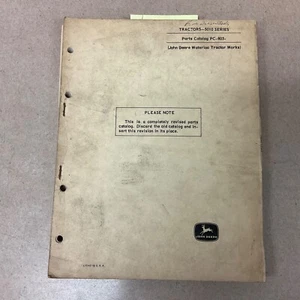 TRACTORS-5010 SERIES
Parts Catalog PC-
(John Deere Waterloo Tractor Works)
PLEASE NOTE
This is a completely revised parts
catalog. Discard the old catalog and in-
sert this revision in its place.
JOHN DEERE